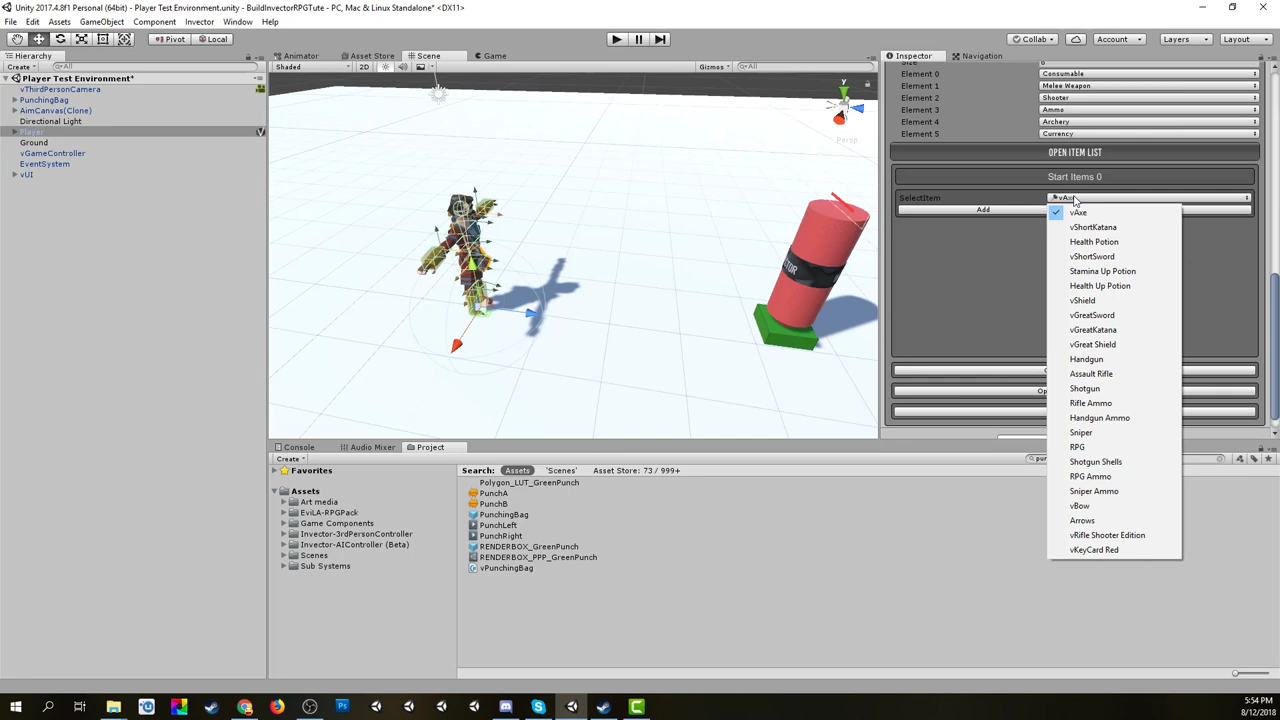 Unity 2017.4.8f1 Personal (64bit) - Player Test Environment.unity - BuildInvectorRPGTute - PC, Mac & Linux Standalone* <DX11>
File Edit Assets GameObject Component Invector Window Help
Pivot Local Collab Account Layers Layout
Hierarchy
Create All
Player Test Environment*
vThirdPersonCamera
PunchingBag
AimCanvas(Clone)
Directional Light
Player
Ground
vGameController
EventSystem
vUI
Animator Asset Store Scene Game
Shaded 2D Gizmos All
y
Persp
Inspector Navigation
Size 6
Element 0 Consumable
Element 1 Melee Weapon
Element 2 Shooter
Element 3 Ammo
Element 4 Archery
Element 5 Currency
OPEN ITEM LIST
Start Items 0
SelectItem vAxe
Add
vAxe
vShortKatana
Health Potion
vShortSword
Stamina Up Potion
Health Up Potion
vShield
vGreatSword
vGreatKatana
vGreat Shield
Handgun
Assault Rifle
Shotgun
Rifle Ammo
Handgun Ammo
Sniper
RPG
Shotgun Shells
RPG Ammo
Sniper Ammo
vBow
Arrows
vRifle Shooter Edition
vKeyCard Red
Console Audio Mixer Project
Create
Favorites
Assets
Art media
EviLA-RPGPack
Game Components
Invector-3rdPersonController
Invector-AIController (Beta)
Scenes
Sub Systems
Search: Assets 'Scenes' Asset Store: 73 / 999+
Polygon_LUT_GreenPunch
PunchA
PunchB
PunchingBag
PunchLeft
PunchRight
RENDERBOX_GreenPunch
RENDERBOX_PPP_GreenPunch
vPunchingBag
5:54 PM
8/12/2018